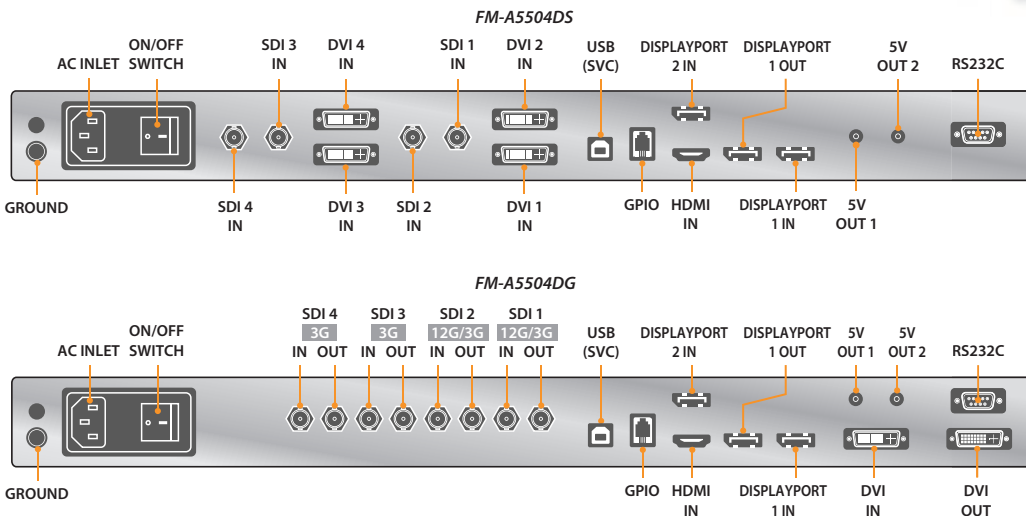 FM-A5504DS
AC INLET
ON/OFF
SWITCH
SDI 3
IN
DVI 4
IN
SDI 1
IN
DVI 2
IN
USB
(SVC)
DISPLAYPORT
2 IN
DISPLAYPORT
1 OUT
5V
OUT 2
RS232C
GROUND
SDI 4
IN
DVI 3
IN
SDI 2
IN
DVI 1
IN
GPIO
HDMI
IN
DISPLAYPORT
1 IN
5V
OUT 1
FM-A5504DG
AC INLET
ON/OFF
SWITCH
SDI 4
3G
IN OUT
SDI 3
3G
IN OUT
SDI 2
12G/3G
IN OUT
SDI 1
12G/3G
IN OUT
USB
(SVC)
DISPLAYPORT
2 IN
DISPLAYPORT
1 OUT
5V
OUT 1
5V
OUT 2
RS232C
GROUND
GPIO
HDMI
IN
DISPLAYPORT
1 IN
DVI
IN
DVI
OUT